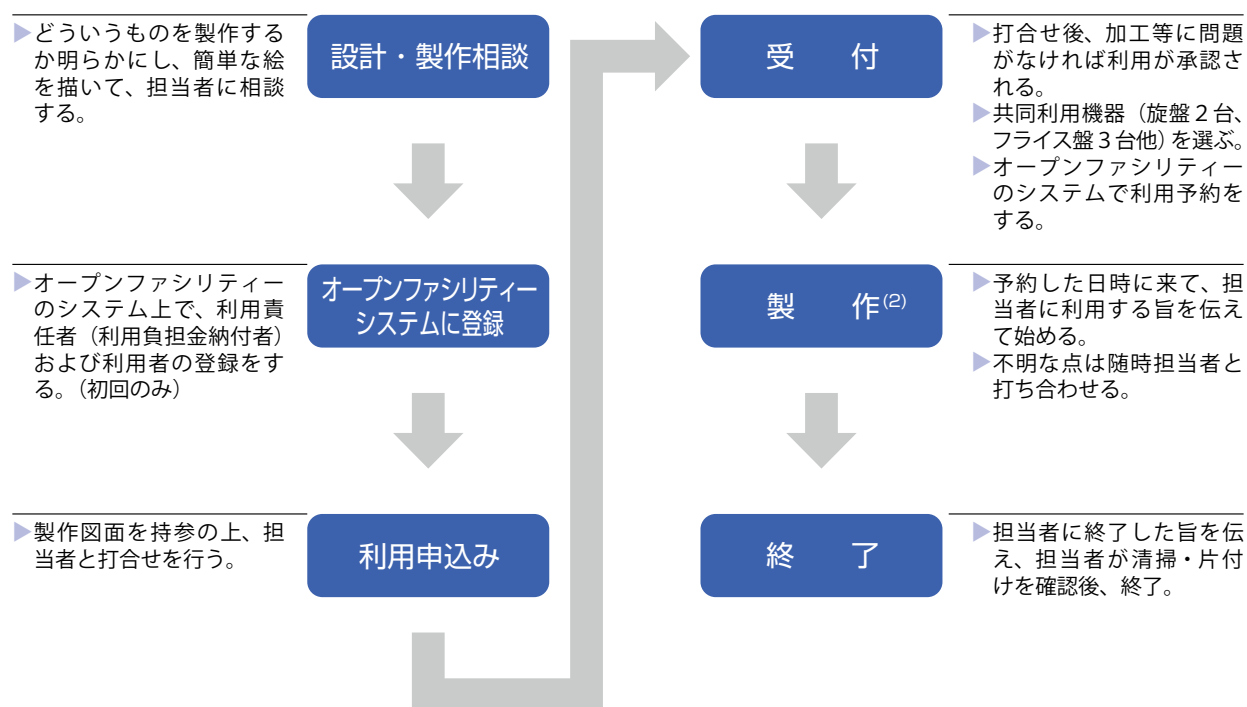 ▶どういうものを製作する
か明らかにし、簡単な絵
を描いて、担当者に相談
する。
設計・製作相談
▶オープンファシリティー
のシステム上で、利用責
任者（利用負担金納付者）
および利用者の登録をす
る。（初回のみ）
オープンファシリティー
システムに登録
▶製作図面を持参の上、担
当者と打合せを行う。
利用申込み
受　付
▶打合せ後、加工等に問題
がなければ利用が承認さ
れる。
▶共同利用機器（旋盤２台、
フライス盤３台他）を選ぶ。
▶オープンファシリティー
のシステムで利用予約を
する。
製　作(2)
▶予約した日時に来て、担
当者に利用する旨を伝え
て始める。
▶不明な点は随時担当者と
打ち合わせる。
終　了
▶担当者に終了した旨を伝
え、担当者が清掃・片付
けを確認後、終了。